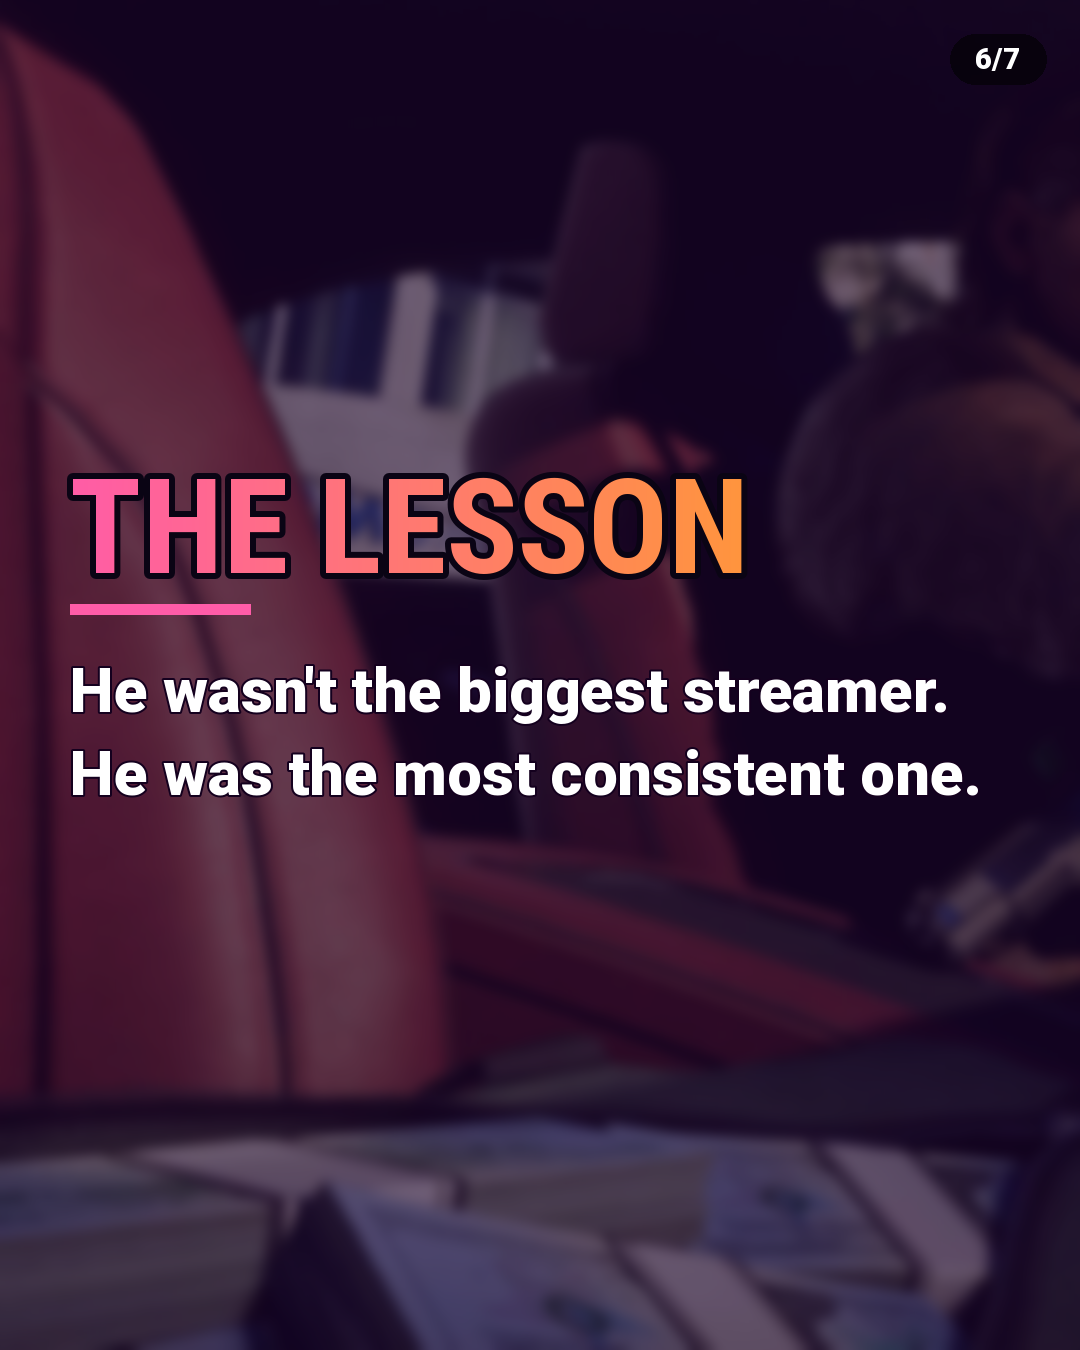 6/7
THE LESSON
He wasn't the biggest streamer.
He was the most consistent one.